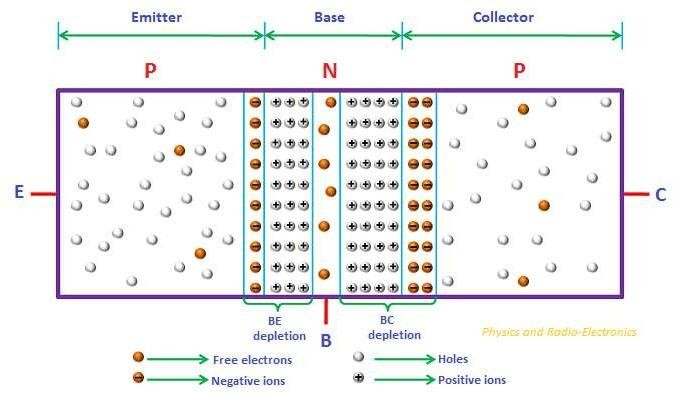 Emitter Base Collector
P N P
E C
BE depletion
BC depletion
B
Physics and Radio-Electronics
Free electrons
Holes
Negative ions
Positive ions